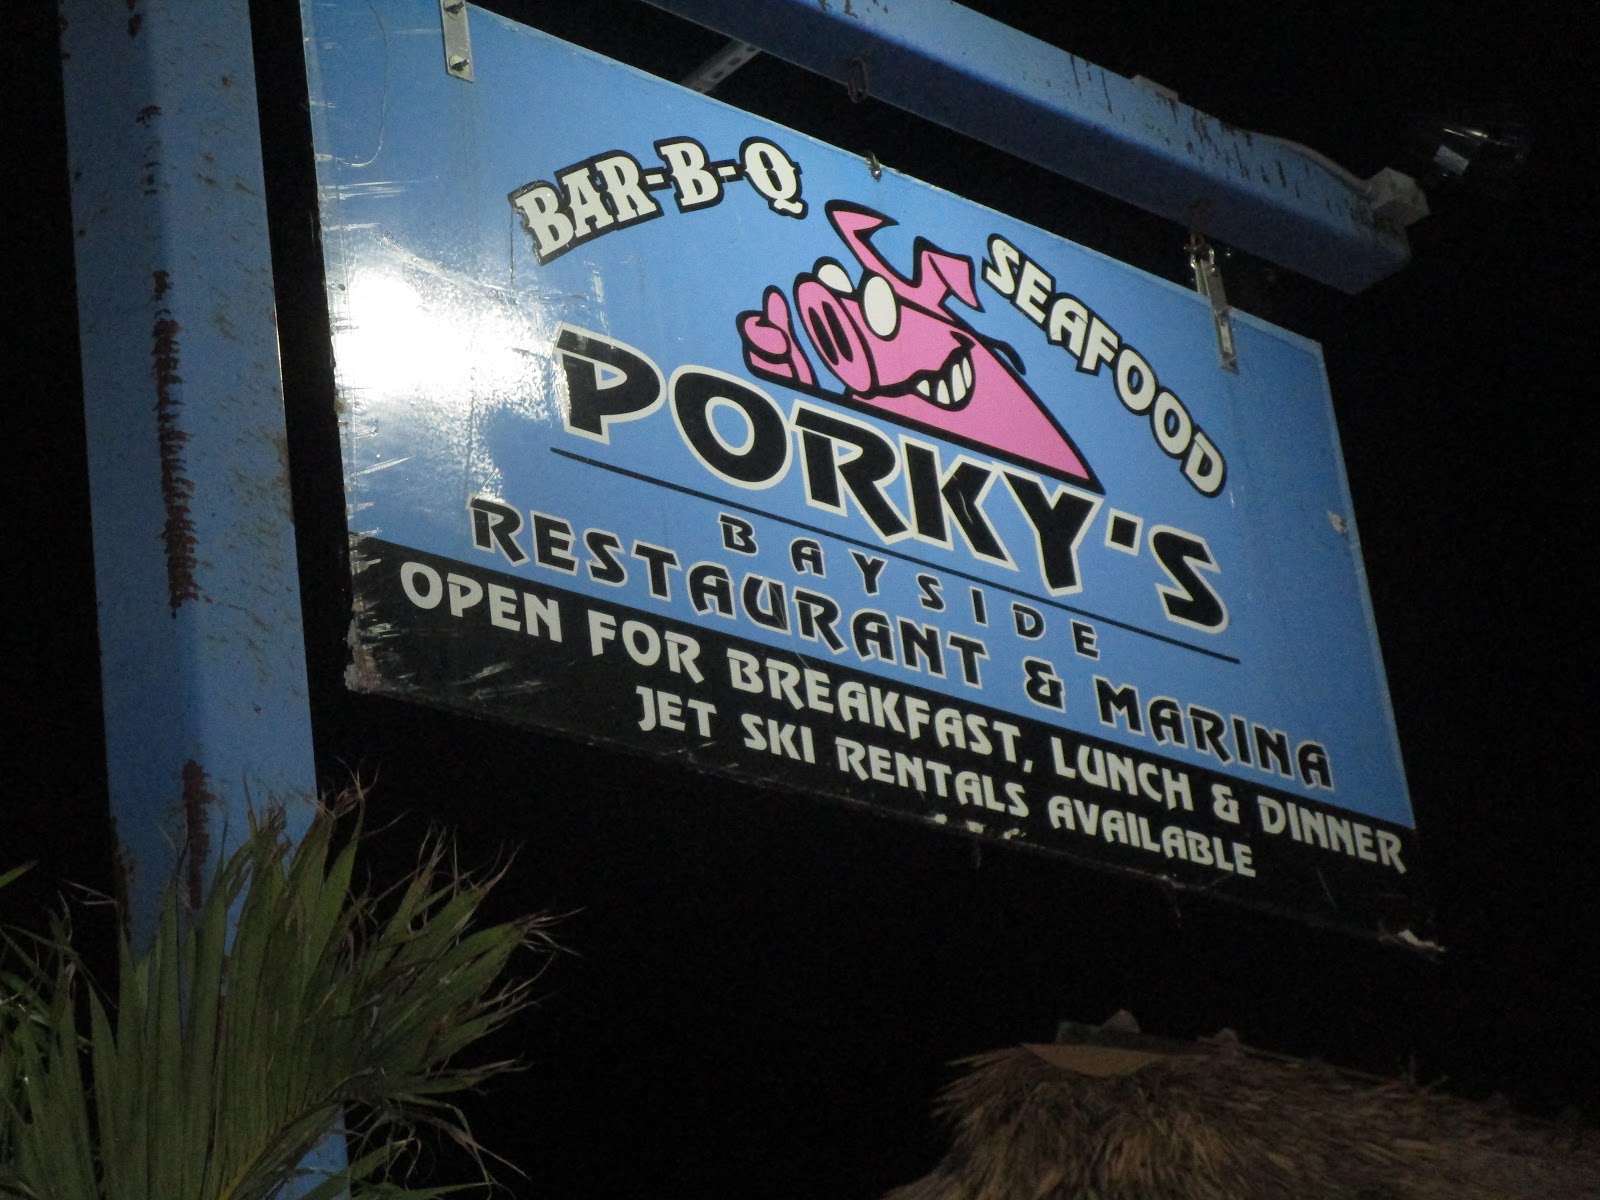 BAR-B-Q
SEAFOOD
PORKY'S
BAYSIDE
RESTAURANT & MARINA
OPEN FOR BREAKFAST, LUNCH & DINNER
JET SKI RENTALS AVAILABLE